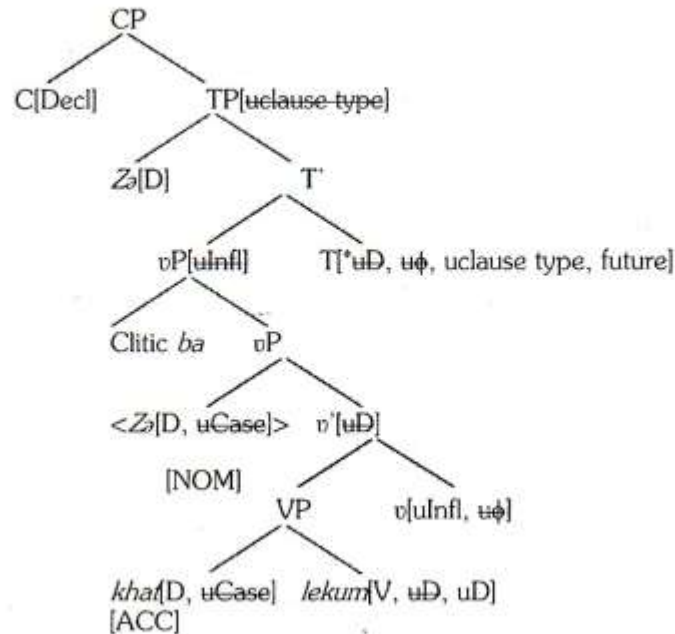 CP
C[Decl] TP[uclause type]
Zə[D] T'
vP[uInfl] T[*uD, uϕ, uclause type, future]
Clitic ba vP
<Zə[D, uCase]> v'[uD]
[NOM]
VP v[uInfl, uϕ]
khat[D, uCase] lekum[V, uD, uD]
[ACC]